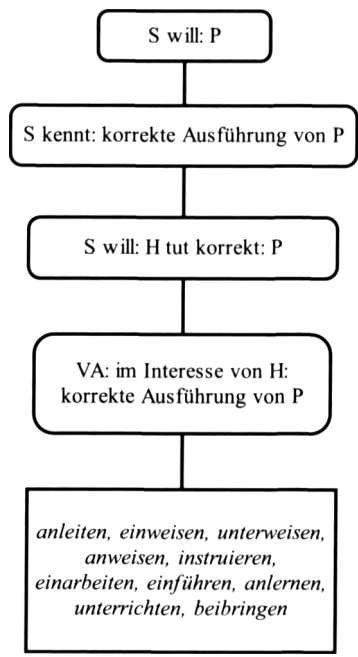 S will: P
S kennt: korrekte Ausführung von P
S will: H tut korrekt: P
VA: im Interesse von H:
korrekte Ausführung von P
anleiten, einweisen, unterweisen,
anweisen, instruieren,
einarbeiten, einführen, anlernen,
unterrichten, beibringen